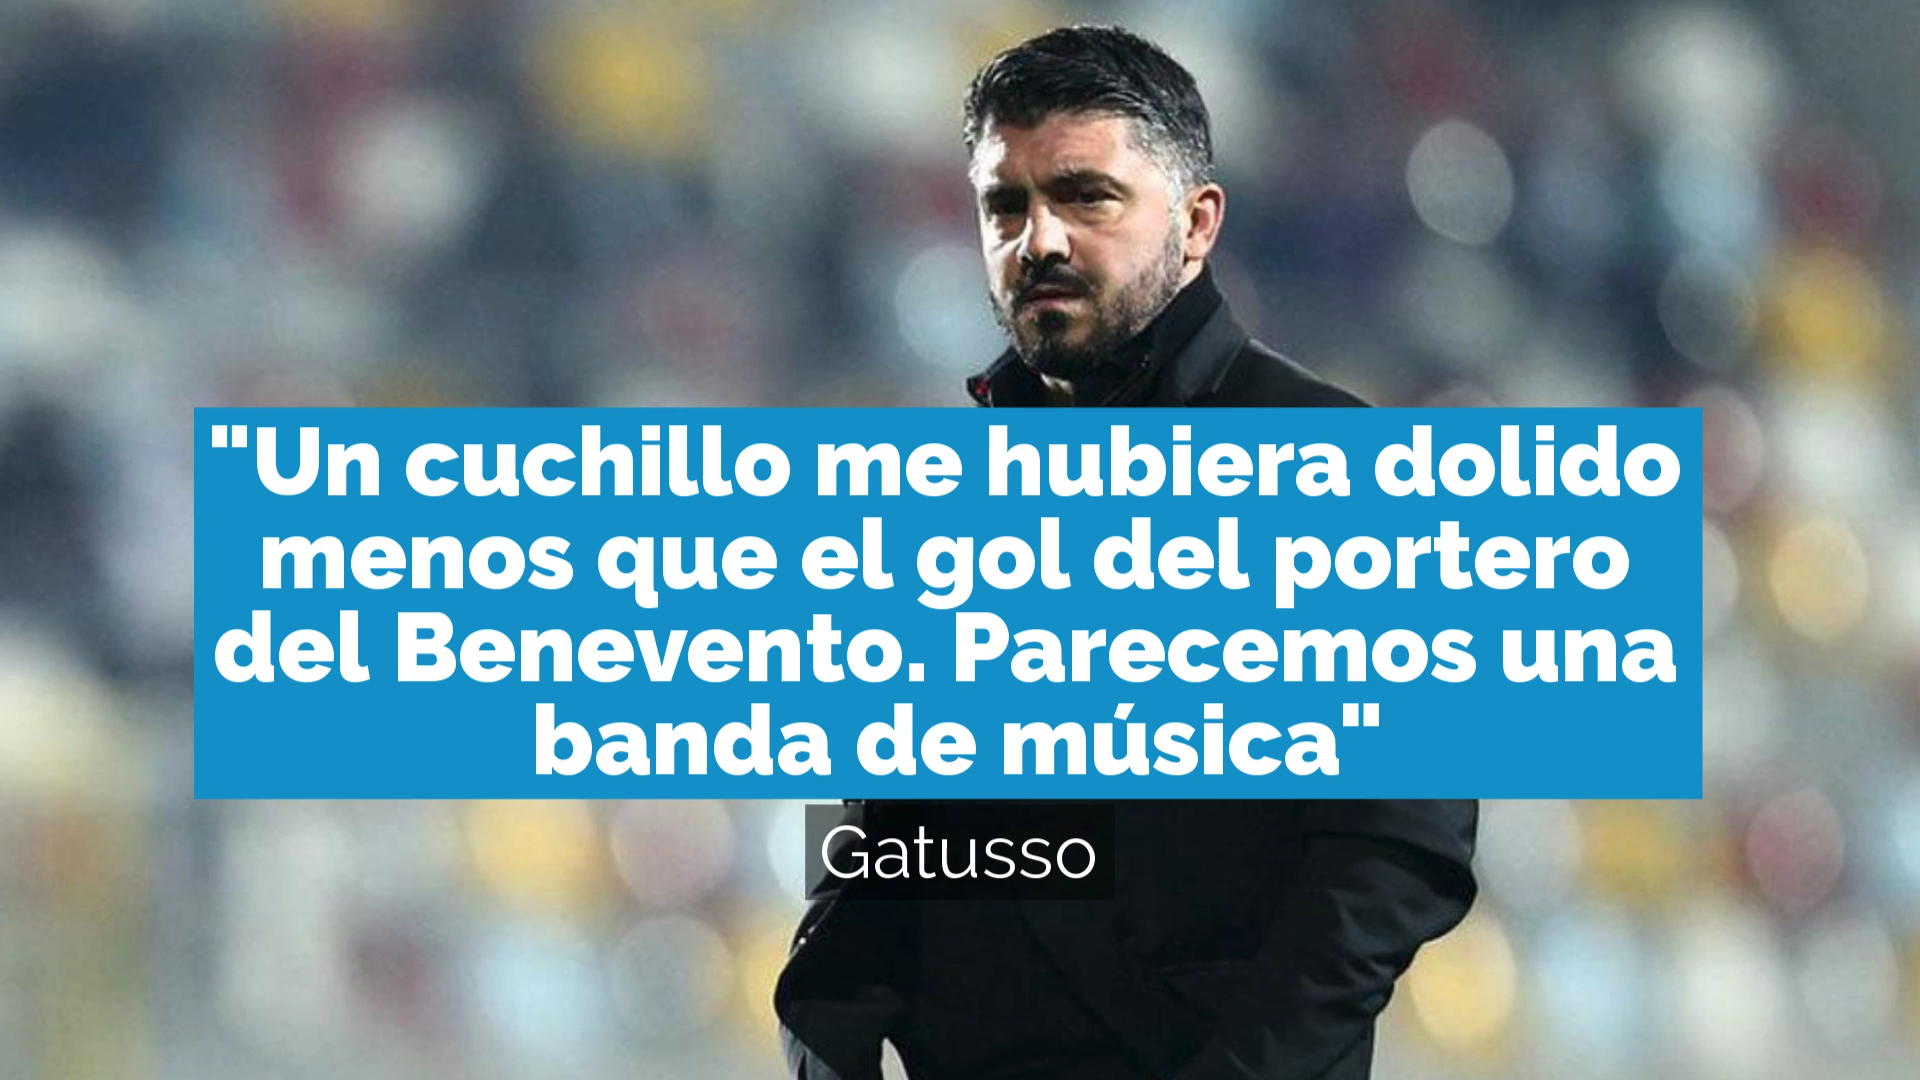 "Un cuchillo me hubiera dolido
menos que el gol del portero
del Benevento. Parecemos una
banda de música"
Gatusso